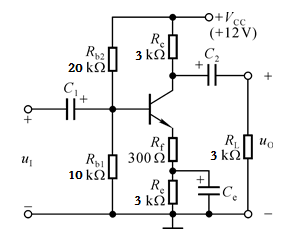 +V_CC
(+12V)
R_b2
20 kΩ
R_c
3 kΩ
C_2
+
+
C_1
+
+
R_f
300 Ω
R_L
3 kΩ
u_O
u_I
R_b1
10 kΩ
R_e
3 kΩ
+
C_e
−
−